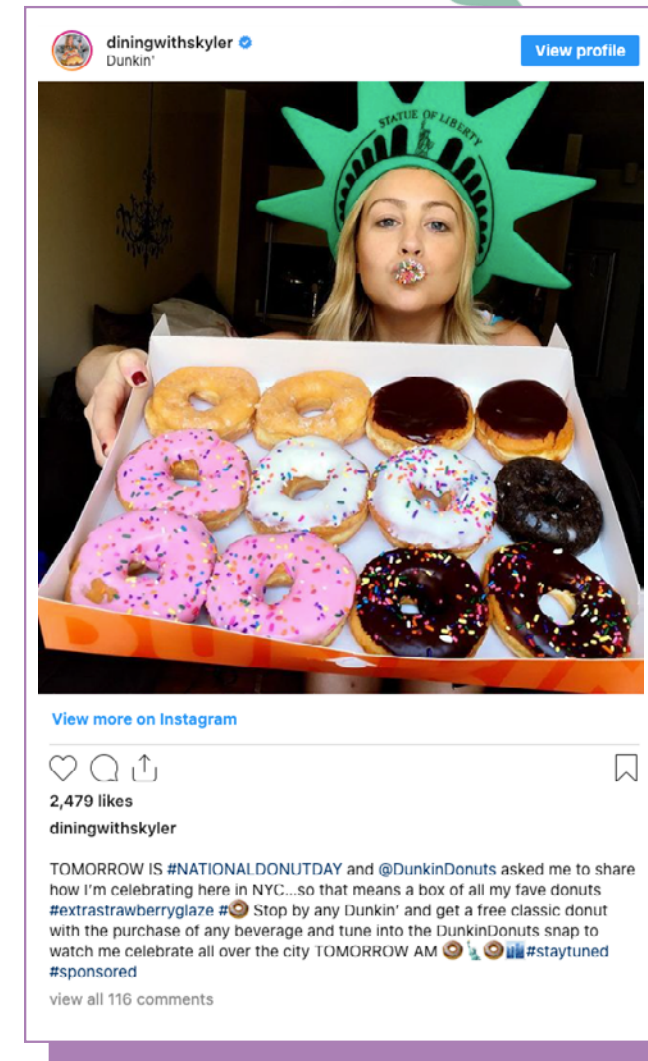 diningwithskyler
Dunkin'
View profile
STATUE OF LIBERTY
View more on Instagram
2,479 likes
diningwithskyler
TOMORROW IS #NATIONALDONUTDAY and @DunkinDonuts asked me to share
how I'm celebrating here in NYC...so that means a box of all my fave donuts
#extrastrawberryglaze #🍩 Stop by any Dunkin' and get a free classic donut
with the purchase of any beverage and tune into the DunkinDonuts snap to
watch me celebrate all over the city TOMORROW AM 🍩🗽🍩🏙️#staytuned
#sponsored
view all 116 comments